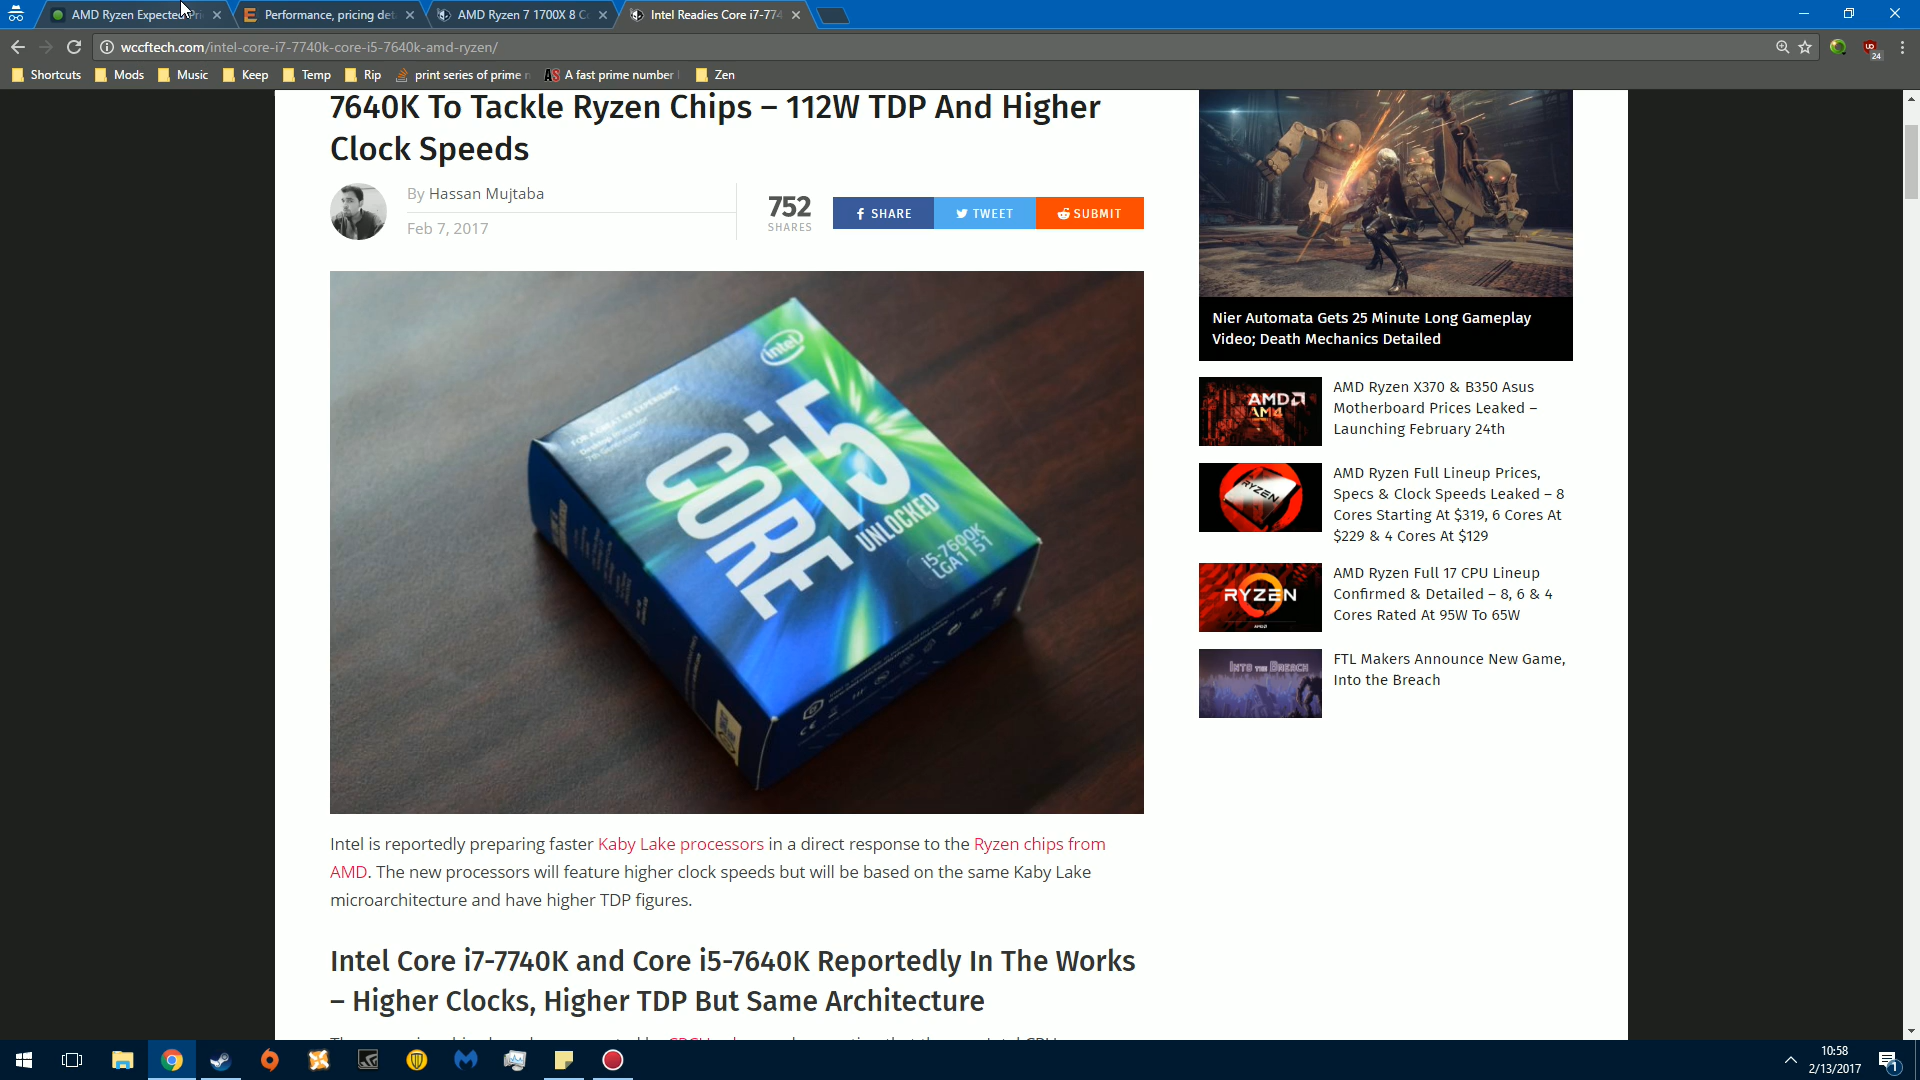 AMD Ryzen Expected Pri
Performance, pricing det
AMD Ryzen 7 1700X 8 C
Intel Readies Core i7-774
wccftech.com/intel-core-i7-7740k-core-i5-7640k-amd-ryzen/
24
Shortcuts
Mods
Music
Keep
Temp
Rip
print series of prime n
A fast prime number
Zen
7640K To Tackle Ryzen Chips – 112W TDP And Higher
Clock Speeds
By Hassan Mujtaba
Feb 7, 2017
752
SHARES
SHARE
TWEET
SUBMIT
intel
CORE i5
UNLOCKED
i5-7600K
LGA1151
Nier Automata Gets 25 Minute Long Gameplay
Video; Death Mechanics Detailed
AMD
AM4
AMD Ryzen X370 & B350 Asus
Motherboard Prices Leaked –
Launching February 24th
RYZEN
AMD Ryzen Full Lineup Prices,
Specs & Clock Speeds Leaked – 8
Cores Starting At $319, 6 Cores At
$229 & 4 Cores At $129
RYZEN
AMD Ryzen Full 17 CPU Lineup
Confirmed & Detailed – 8, 6 & 4
Cores Rated At 95W To 65W
INTO THE BREACH
FTL Makers Announce New Game,
Into the Breach
Intel is reportedly preparing faster Kaby Lake processors in a direct response to the Ryzen chips from
AMD. The new processors will feature higher clock speeds but will be based on the same Kaby Lake
microarchitecture and have higher TDP figures.
Intel Core i7-7740K and Core i5-7640K Reportedly In The Works
– Higher Clocks, Higher TDP But Same Architecture
10:58
2/13/2017
1